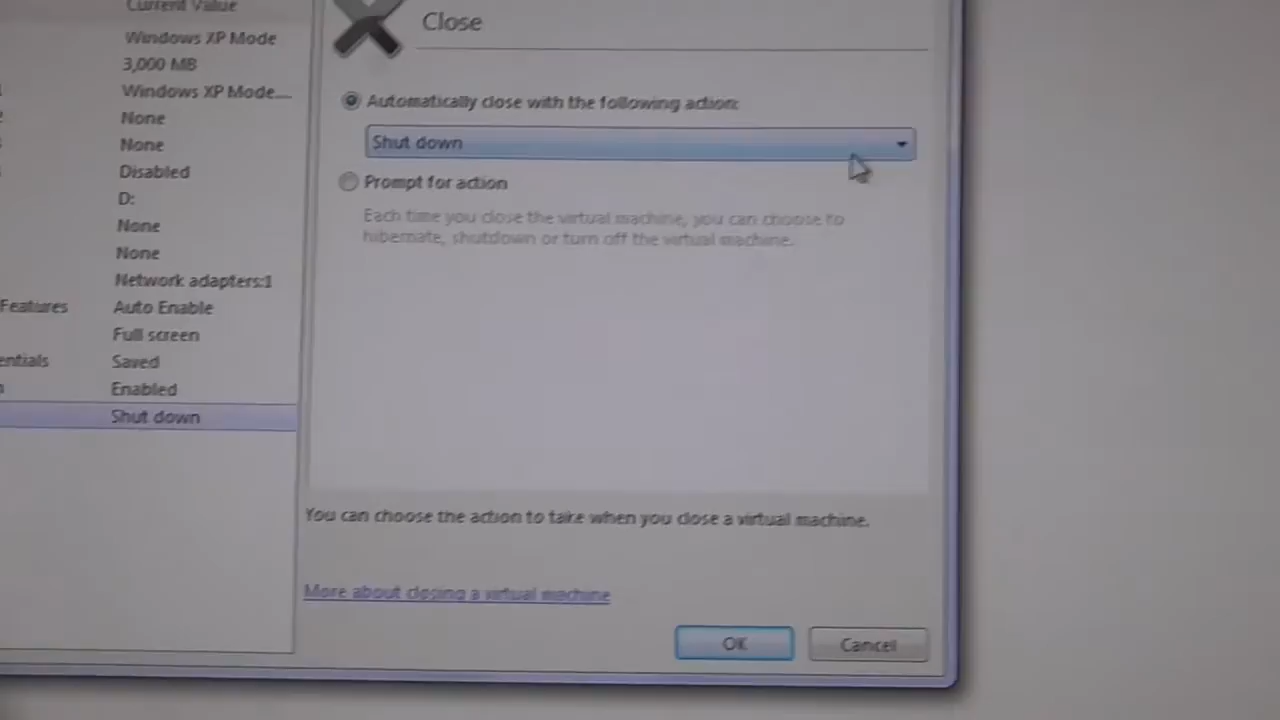 Current Value
Windows XP Mode
3,000 MB
Windows XP Mode....
None
None
Disabled
D:
None
None
Network adapters:1
Features Auto Enable
Full screen
entials Saved
Enabled
Shut down
Close
Automatically close with the following action:
Shut down
Prompt for action
Each time you close the virtual machine, you can choose to
hibernate, shutdown or turn off the virtual machine.
You can choose the action to take when you close a virtual machine.
More about closing a virtual machine
OK Cancel